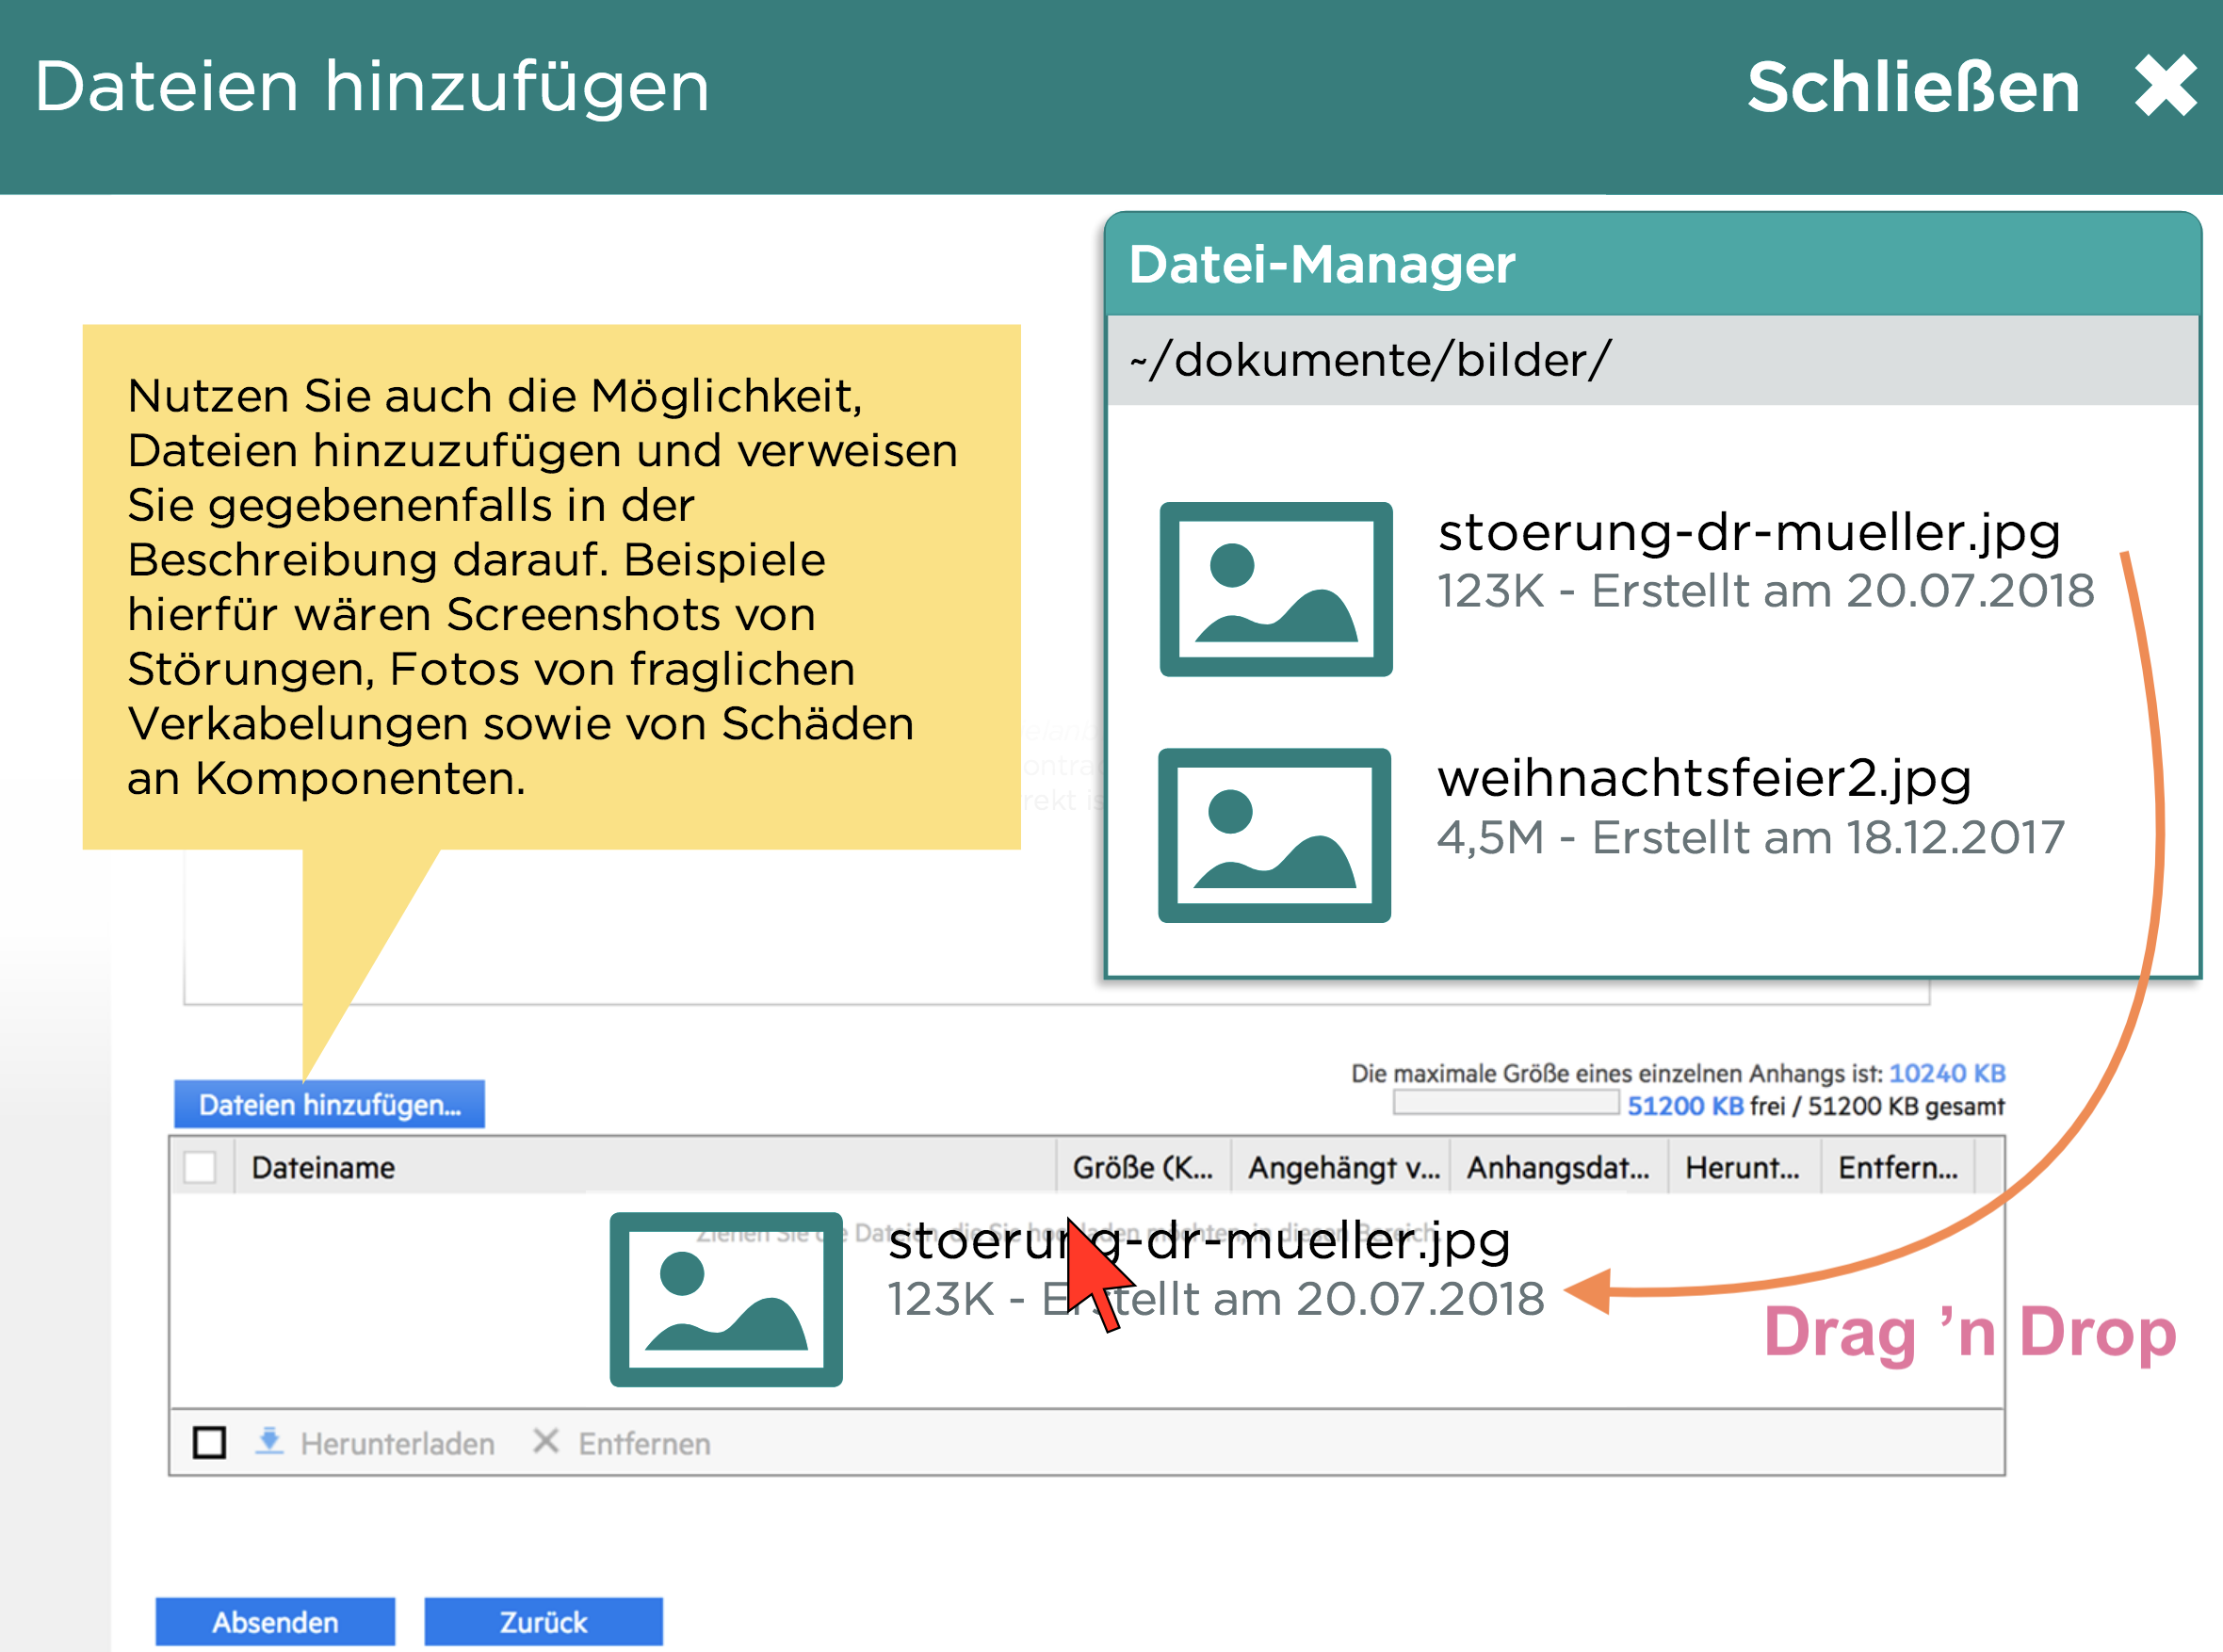 Dateien hinzufügen
Schließen
Datei-Manager
~/dokumente/bilder/
Nutzen Sie auch die Möglichkeit,
Dateien hinzuzufügen und verweisen
Sie gegebenenfalls in der
Beschreibung darauf. Beispiele
hierfür wären Screenshots von
Störungen, Fotos von fraglichen
Verkabelungen sowie von Schäden
an Komponenten.
stoerung-dr-mueller.jpg
123K - Erstellt am 20.07.2018
weihnachtsfeier2.jpg
4,5M - Erstellt am 18.12.2017
Die maximale Größe eines einzelnen Anhangs ist: 10240 KB
51200 KB frei / 51200 KB gesamt
Dateien hinzufügen...
Dateiname Größe (K... Angehängt v... Anhangsdat... Herunt... Entfern...
Ziehen Sie die Dateien, die Sie hochladen möchten, in diesen Bereich.
stoerung-dr-mueller.jpg
123K - Erstellt am 20.07.2018
Drag ’n Drop
Herunterladen Entfernen
Absenden Zurück